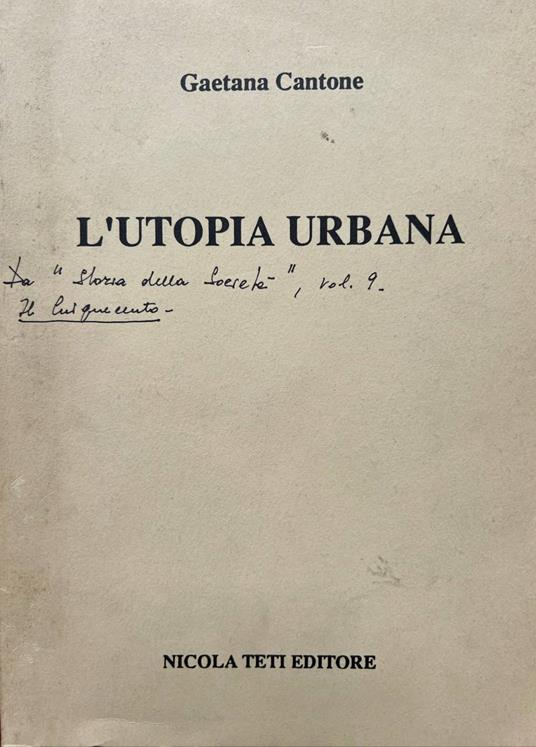 Gaetana Cantone
L'UTOPIA URBANA
Da "Storia della Società", vol. 9.
Il Cinquecento -
NICOLA TETI EDITORE